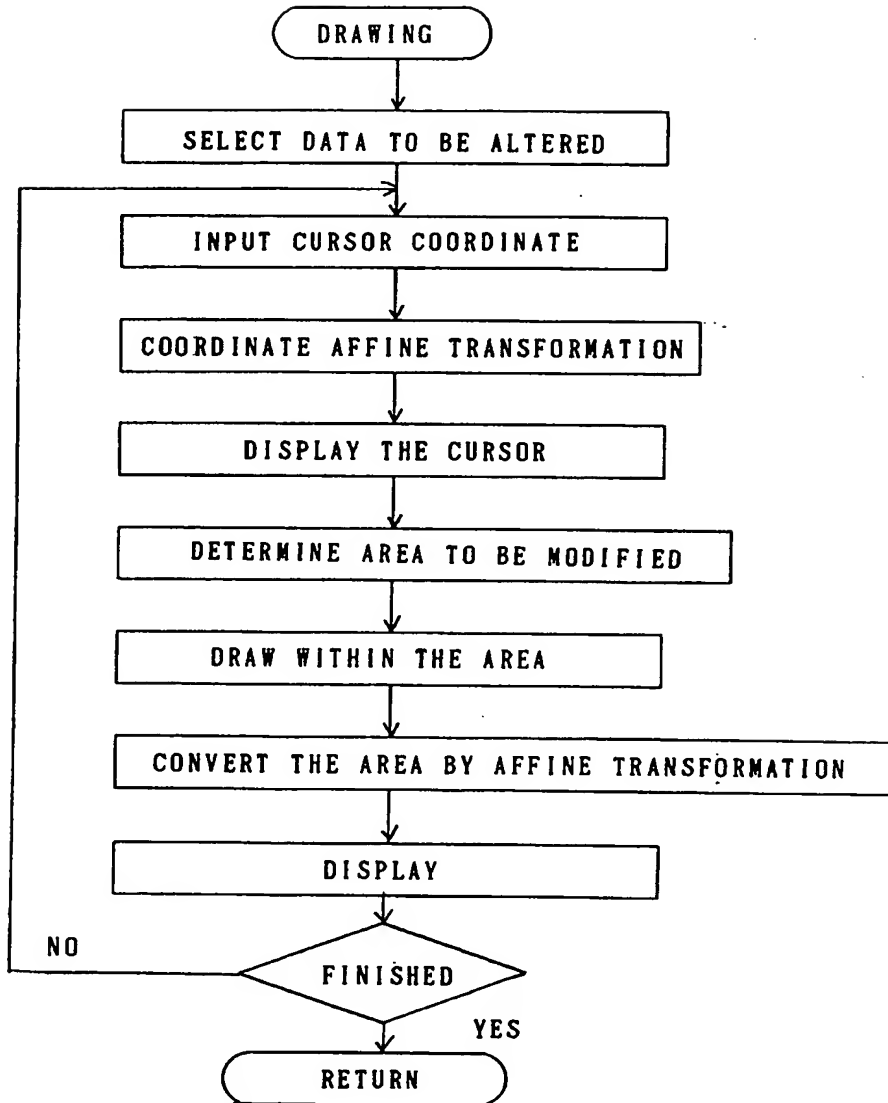 DRAWING
SELECT DATA TO BE ALTERED
INPUT CURSOR COORDINATE
COORDINATE AFFINE TRANSFORMATION
DISPLAY THE CURSOR
DETERMINE AREA TO BE MODIFIED
DRAW WITHIN THE AREA
CONVERT THE AREA BY AFFINE TRANSFORMATION
DISPLAY
NO
FINISHED
YES
RETURN